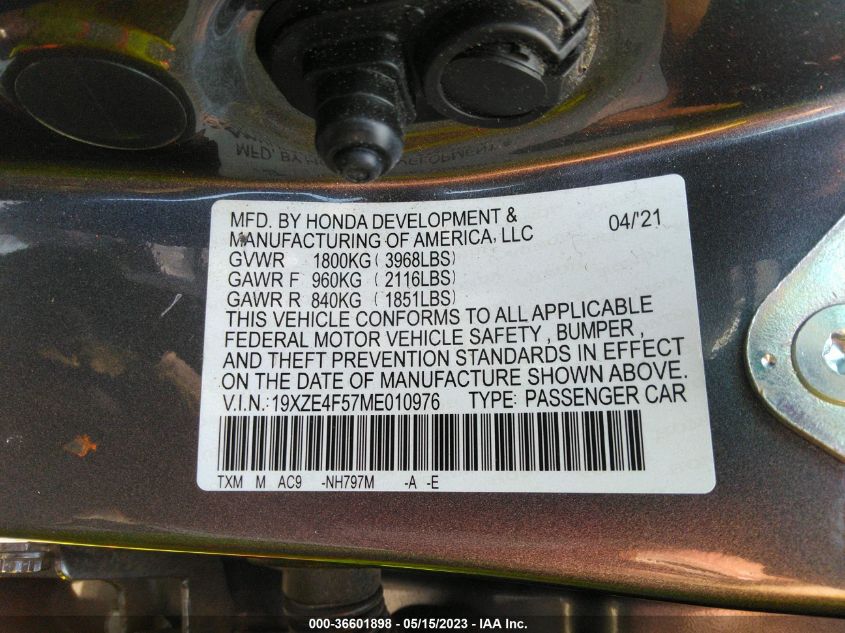 MFD. BY HONDA DEVELOPMENT & 04/'21
MANUFACTURING OF AMERICA, LLC
GVWR 1800KG ( 3968LBS)
GAWR F 960KG ( 2116LBS)
GAWR R 840KG ( 1851LBS)
THIS VEHICLE CONFORMS TO ALL APPLICABLE
FEDERAL MOTOR VEHICLE SAFETY , BUMPER ,
AND THEFT PREVENTION STANDARDS IN EFFECT
ON THE DATE OF MANUFACTURE SHOWN ABOVE.
V.I.N.:19XZE4F57ME010976 TYPE: PASSENGER CAR
TXM M AC9 -NH797M -A -E
000-36601898 - 05/15/2023 - IAA Inc.